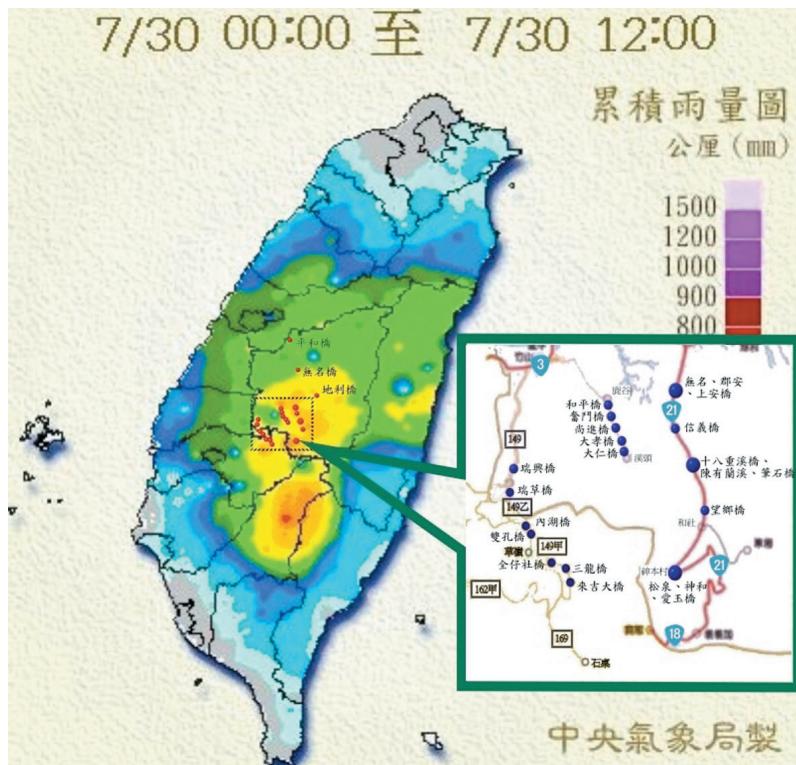 7/30 00:00 至 7/30 12:00
累積雨量圖
公厘 (mm)
1500
1200
1000
900
800
平和橋
無名橋
地利橋
竹山
3
鹿谷
和平橋
奮鬥橋
尚進橋
大孝橋
大仁橋
溪頭
149
瑞興橋
瑞草橋
149乙
內湖橋
雙孔橋
149甲
草嶺
全仔社橋
三龍橋
來吉大橋
162甲
169
石桌
無名、郡安
、上安橋
21
信義橋
十八重溪橋、
陳有蘭溪、筆石橋
望鄉橋
和社
神木村
21
松泉、神和
、愛玉橋
18
中央氣象局製